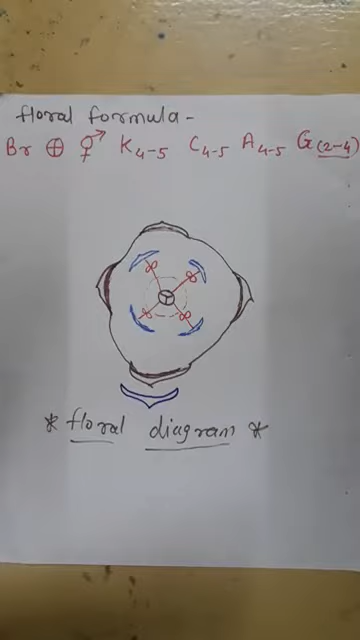 floral formula -
Br ⊕ ⚥ K4-5 C4-5 A4-5 G(2-4)
* floral diagram *